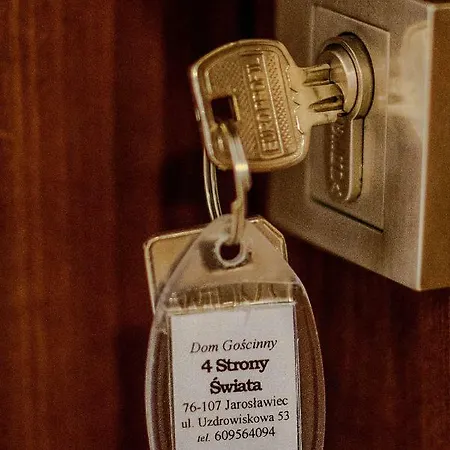 Dom Gościnny
4 Strony
Świata
76-107 Jarosławiec
ul. Uzdrowiskowa 53
tel. 609564094